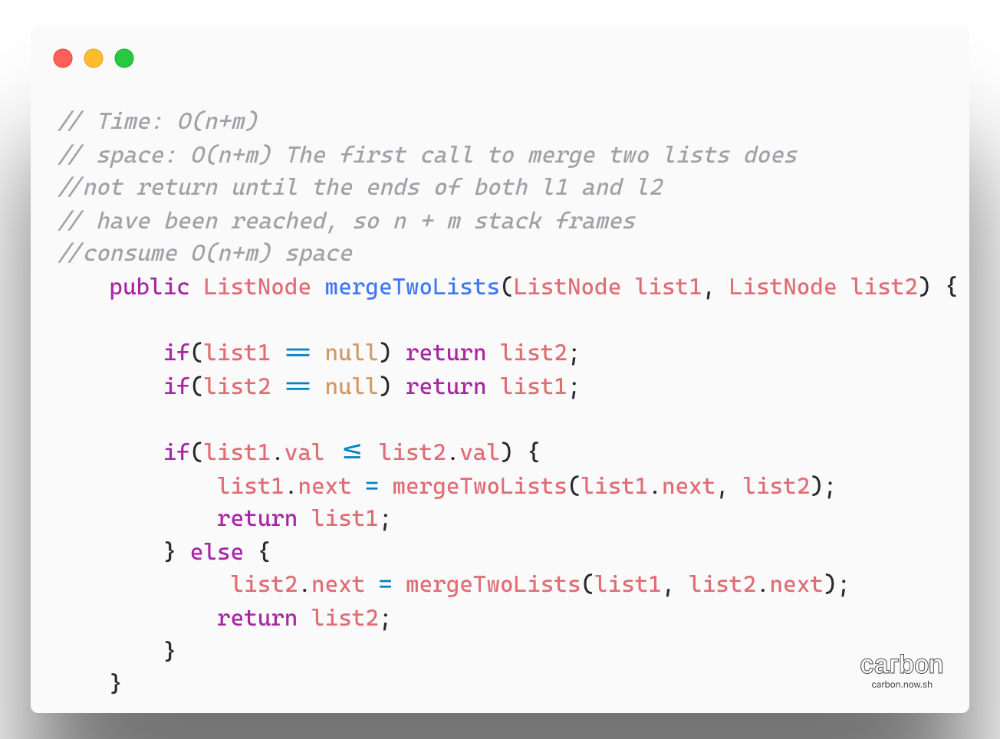 // Time: O(n+m)
// space: O(n+m) The first call to merge two lists does
//not return until the ends of both l1 and l2
// have been reached, so n + m stack frames
//consume O(n+m) space
    public ListNode mergeTwoLists(ListNode list1, ListNode list2) {

        if(list1 == null) return list2;
        if(list2 == null) return list1;

        if(list1.val <= list2.val) {
            list1.next = mergeTwoLists(list1.next, list2);
            return list1;
        } else {
             list2.next = mergeTwoLists(list1, list2.next);
            return list2;
        }
    }
carbon
carbon.now.sh